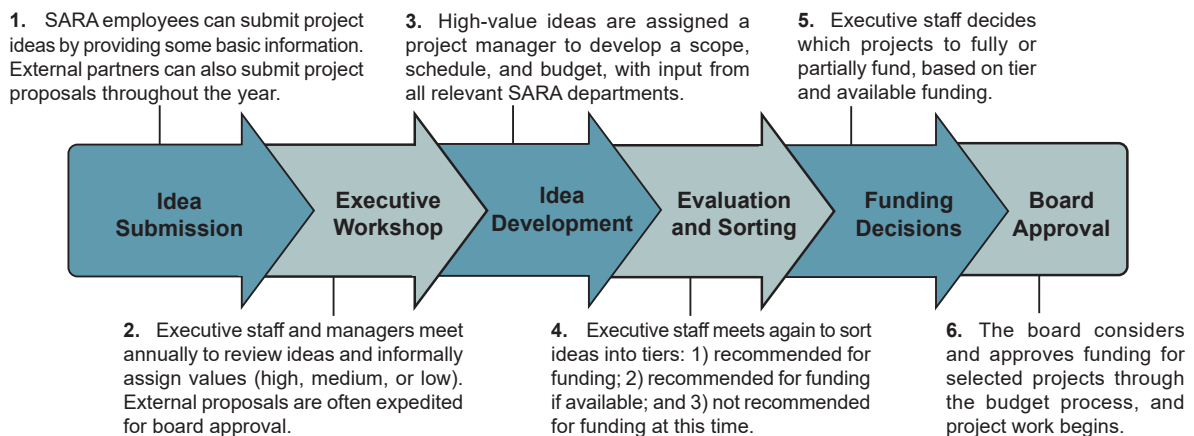 1. SARA employees can submit project
ideas by providing some basic information.
External partners can also submit project
proposals throughout the year.
3. High-value ideas are assigned a
project manager to develop a scope,
schedule, and budget, with input from
all relevant SARA departments.
5. Executive staff decides
which projects to fully or
partially fund, based on tier
and available funding.
Idea
Submission
Executive
Workshop
Idea
Development
Evaluation
and Sorting
Funding
Decisions
Board
Approval
2. Executive staff and managers meet
annually to review ideas and informally
assign values (high, medium, or low).
External proposals are often expedited
for board approval.
4. Executive staff meets again to sort
ideas into tiers: 1) recommended for
funding; 2) recommended for funding
if available; and 3) not recommended
for funding at this time.
6. The board considers
and approves funding for
selected projects through
the budget process, and
project work begins.